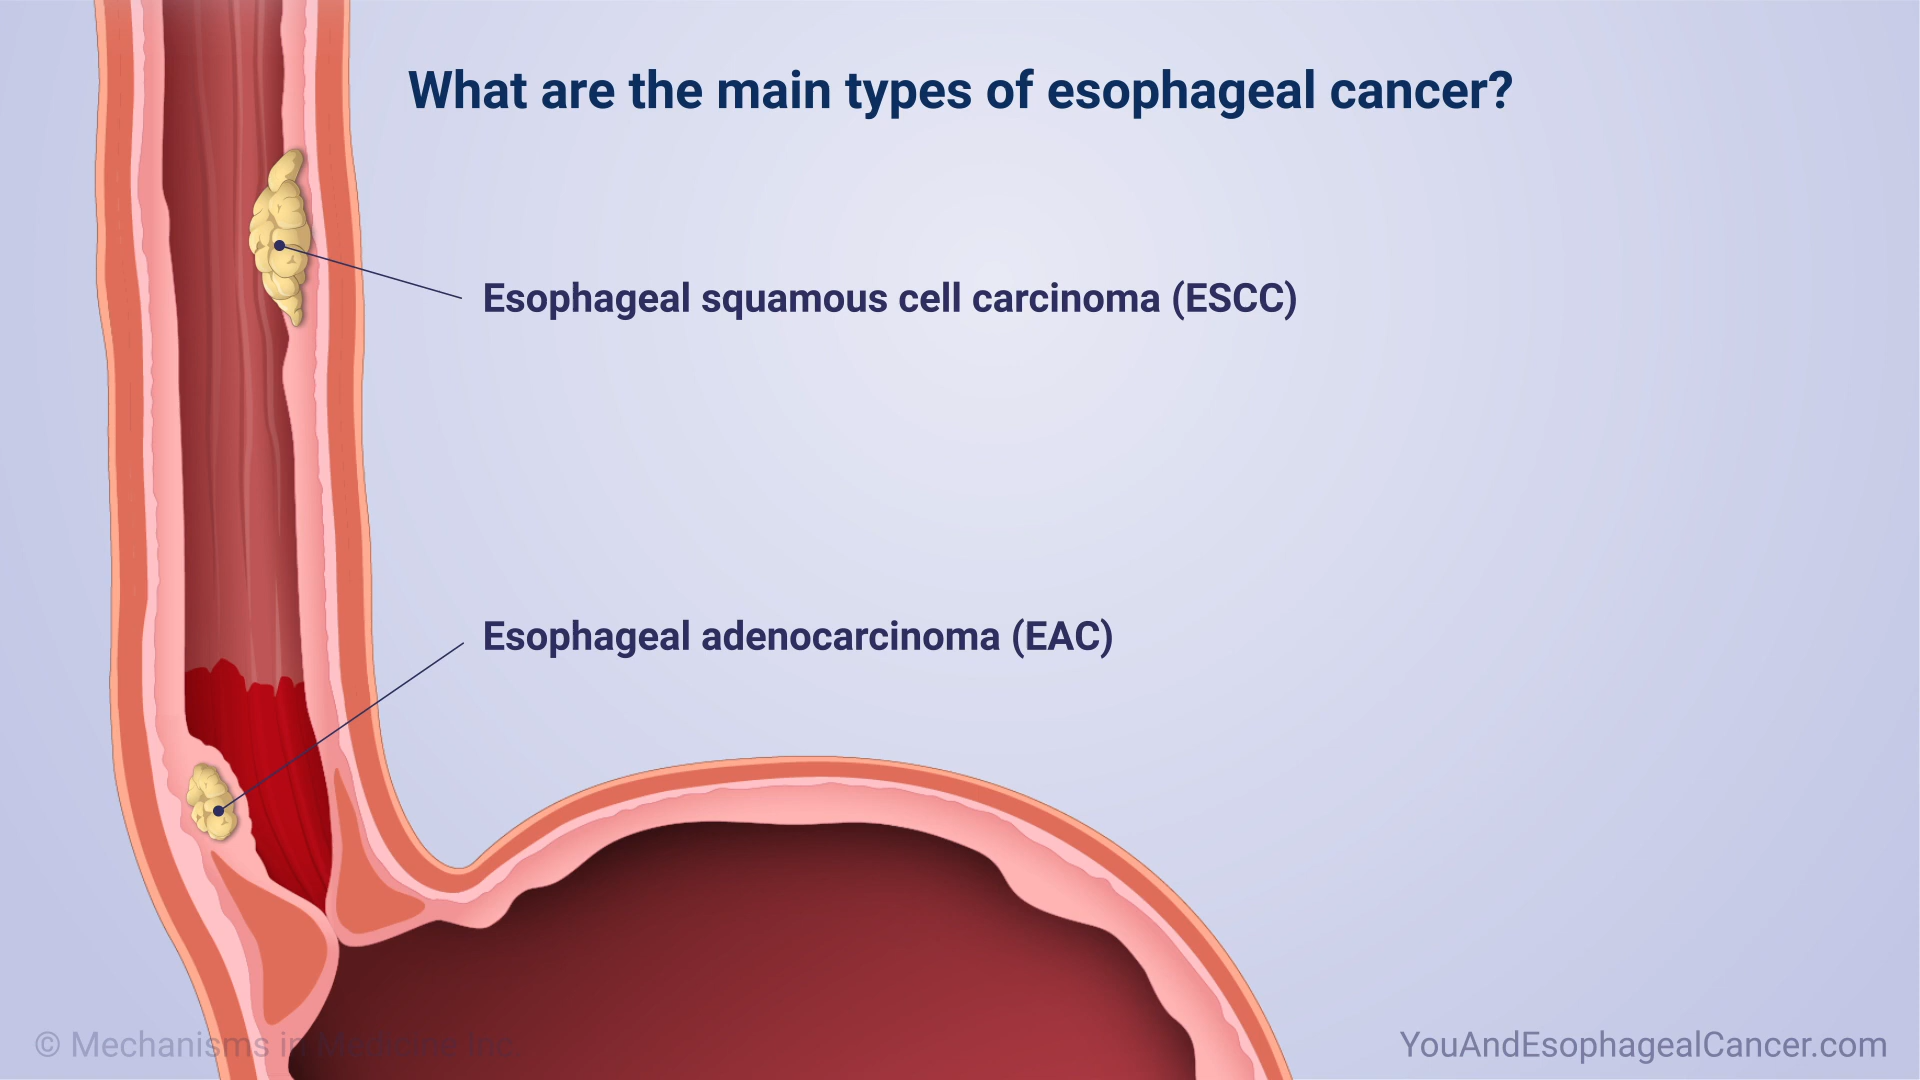 What are the main types of esophageal cancer?
Esophageal squamous cell carcinoma (ESCC)
Esophageal adenocarcinoma (EAC)
© Mechanisms in Medicine Inc.
YouAndEsophagealCancer.com